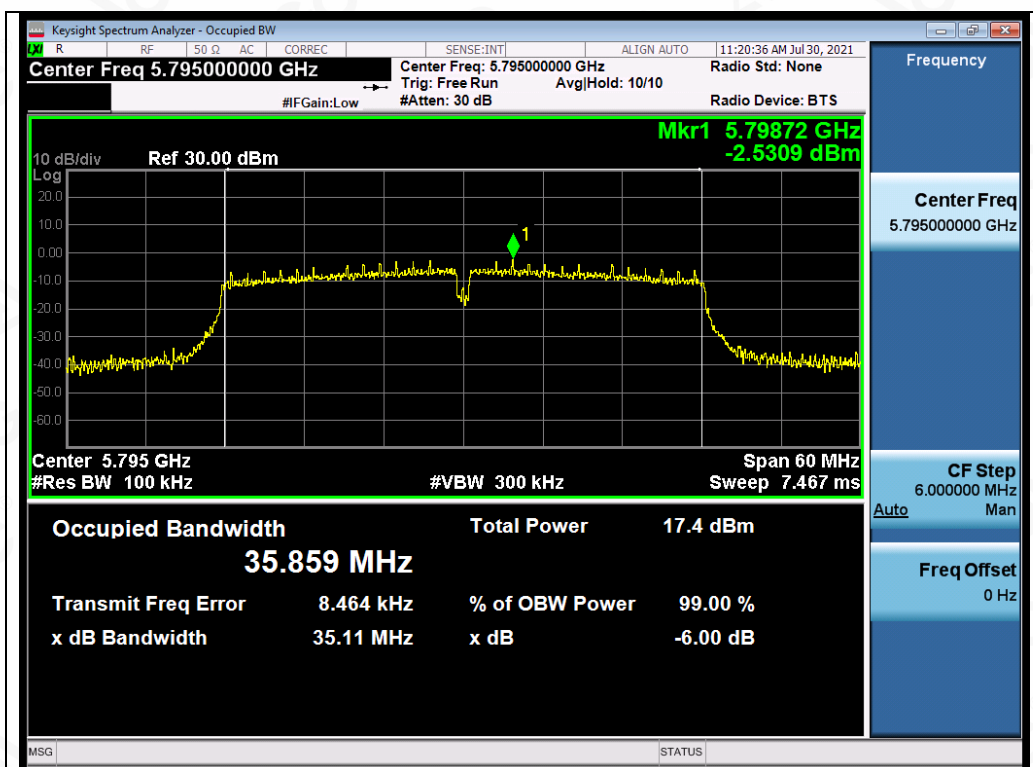 Keysight Spectrum Analyzer - Occupied BW
LXI R RF 50 Ω AC CORREC SENSE:INT ALIGN AUTO 11:20:36 AM Jul 30, 2021
Center Freq 5.795000000 GHz
Center Freq: 5.795000000 GHz
Radio Std: None
Trig: Free Run Avg|Hold: 10/10
#IFGain:Low
#Atten: 30 dB
Radio Device: BTS
Mkr1 5.79872 GHz
-2.5309 dBm
10 dB/div Ref 30.00 dBm
Log
20.0
10.0
0.00
-10.0
-20.0
-30.0
-40.0
-50.0
-60.0
1
Center 5.795 GHz Span 60 MHz
#Res BW 100 kHz #VBW 300 kHz Sweep 7.467 ms
Occupied Bandwidth Total Power 17.4 dBm
35.859 MHz
Transmit Freq Error 8.464 kHz % of OBW Power 99.00 %
x dB Bandwidth 35.11 MHz x dB -6.00 dB
Frequency
Center Freq
5.795000000 GHz
CF Step
6.000000 MHz
Auto Man
Freq Offset
0 Hz
MSG STATUS